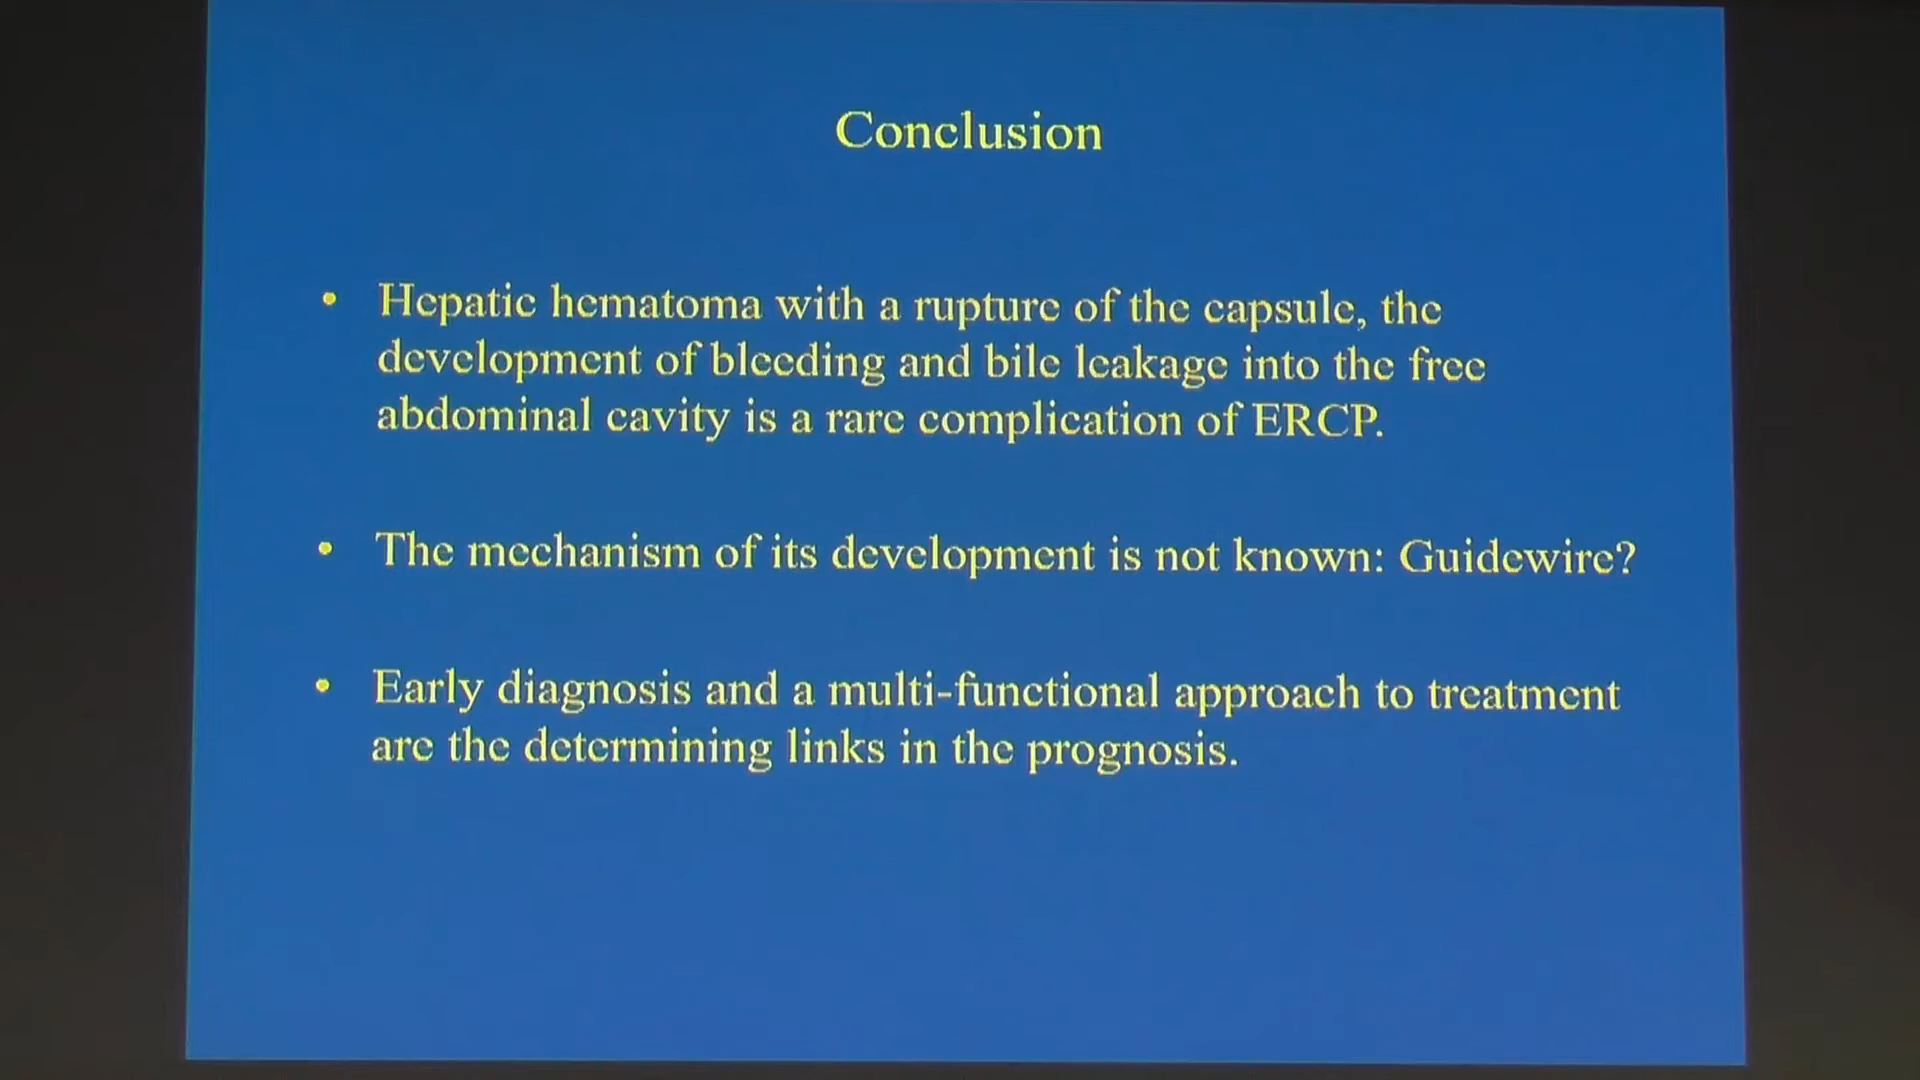 Conclusion
• Hepatic hematoma with a rupture of the capsule, the
development of bleeding and bile leakage into the free
abdominal cavity is a rare complication of ERCP.
• The mechanism of its development is not known: Guidewire?
• Early diagnosis and a multi-functional approach to treatment
are the determining links in the prognosis.